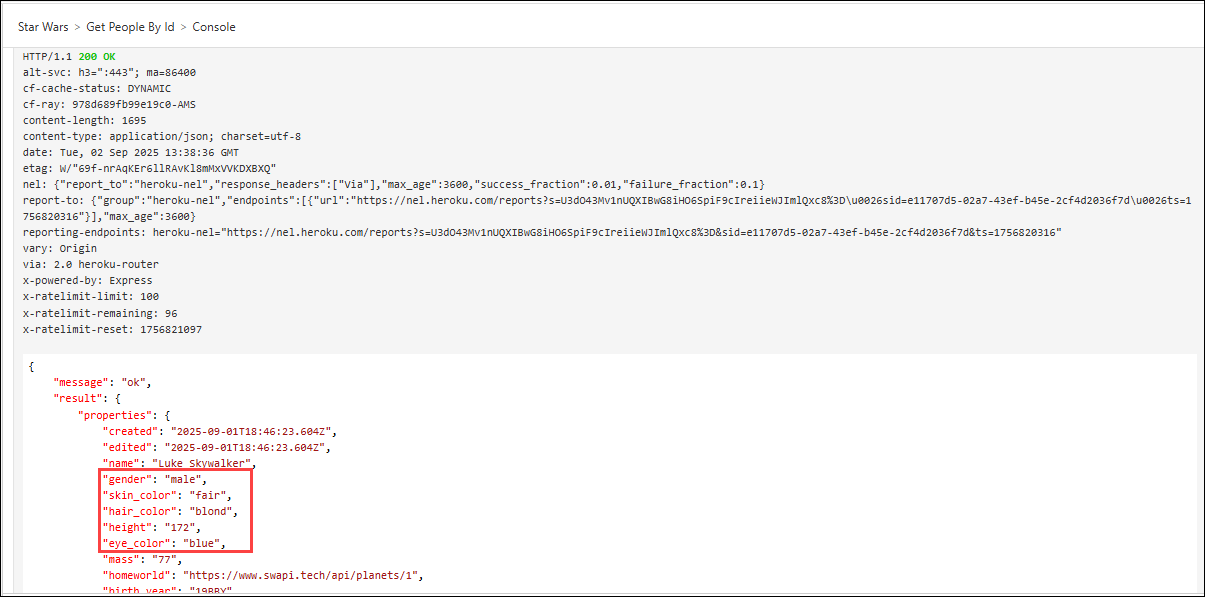 Star Wars > Get People By Id > Console
HTTP/1.1 200 OK
alt-svc: h3=":443"; ma=86400
cf-cache-status: DYNAMIC
cf-ray: 978d689fb99e19c0-AMS
content-length: 1695
content-type: application/json; charset=utf-8
date: Tue, 02 Sep 2025 13:38:36 GMT
etag: W/"69f-nrAqKEr6llRAvKl8mMxVVKDXBXQ"
nel: {"report_to":"heroku-nel","response_headers":["Via"],"max_age":3600,"success_fraction":0.01,"failure_fraction":0.1}
report-to: {"group":"heroku-nel","endpoints":[{"url":"https://nel.heroku.com/reports?s=U3dO43Mv1nUQXIBwG8iHO6SpiF9cIreiieWJImlQxc8%3D\u0026sid=e11707d5-02a7-43ef-b45e-2cf4d2036f7d\u0026ts=1
756820316"}],"max_age":3600}
reporting-endpoints: heroku-nel="https://nel.heroku.com/reports?s=U3dO43Mv1nUQXIBwG8iHO6SpiF9cIreiieWJImlQxc8%3D&sid=e11707d5-02a7-43ef-b45e-2cf4d2036f7d&ts=1756820316"
vary: Origin
via: 2.0 heroku-router
x-powered-by: Express
x-ratelimit-limit: 100
x-ratelimit-remaining: 96
x-ratelimit-reset: 1756821097
{
"message": "ok",
"result": {
"properties": {
"created": "2025-09-01T18:46:23.604Z",
"edited": "2025-09-01T18:46:23.604Z",
"name": "Luke Skywalker",
"gender": "male",
"skin_color": "fair",
"hair_color": "blond",
"height": "172",
"eye_color": "blue",
"mass": "77",
"homeworld": "https://www.swapi.tech/api/planets/1",
"birth_year": "19BBY"